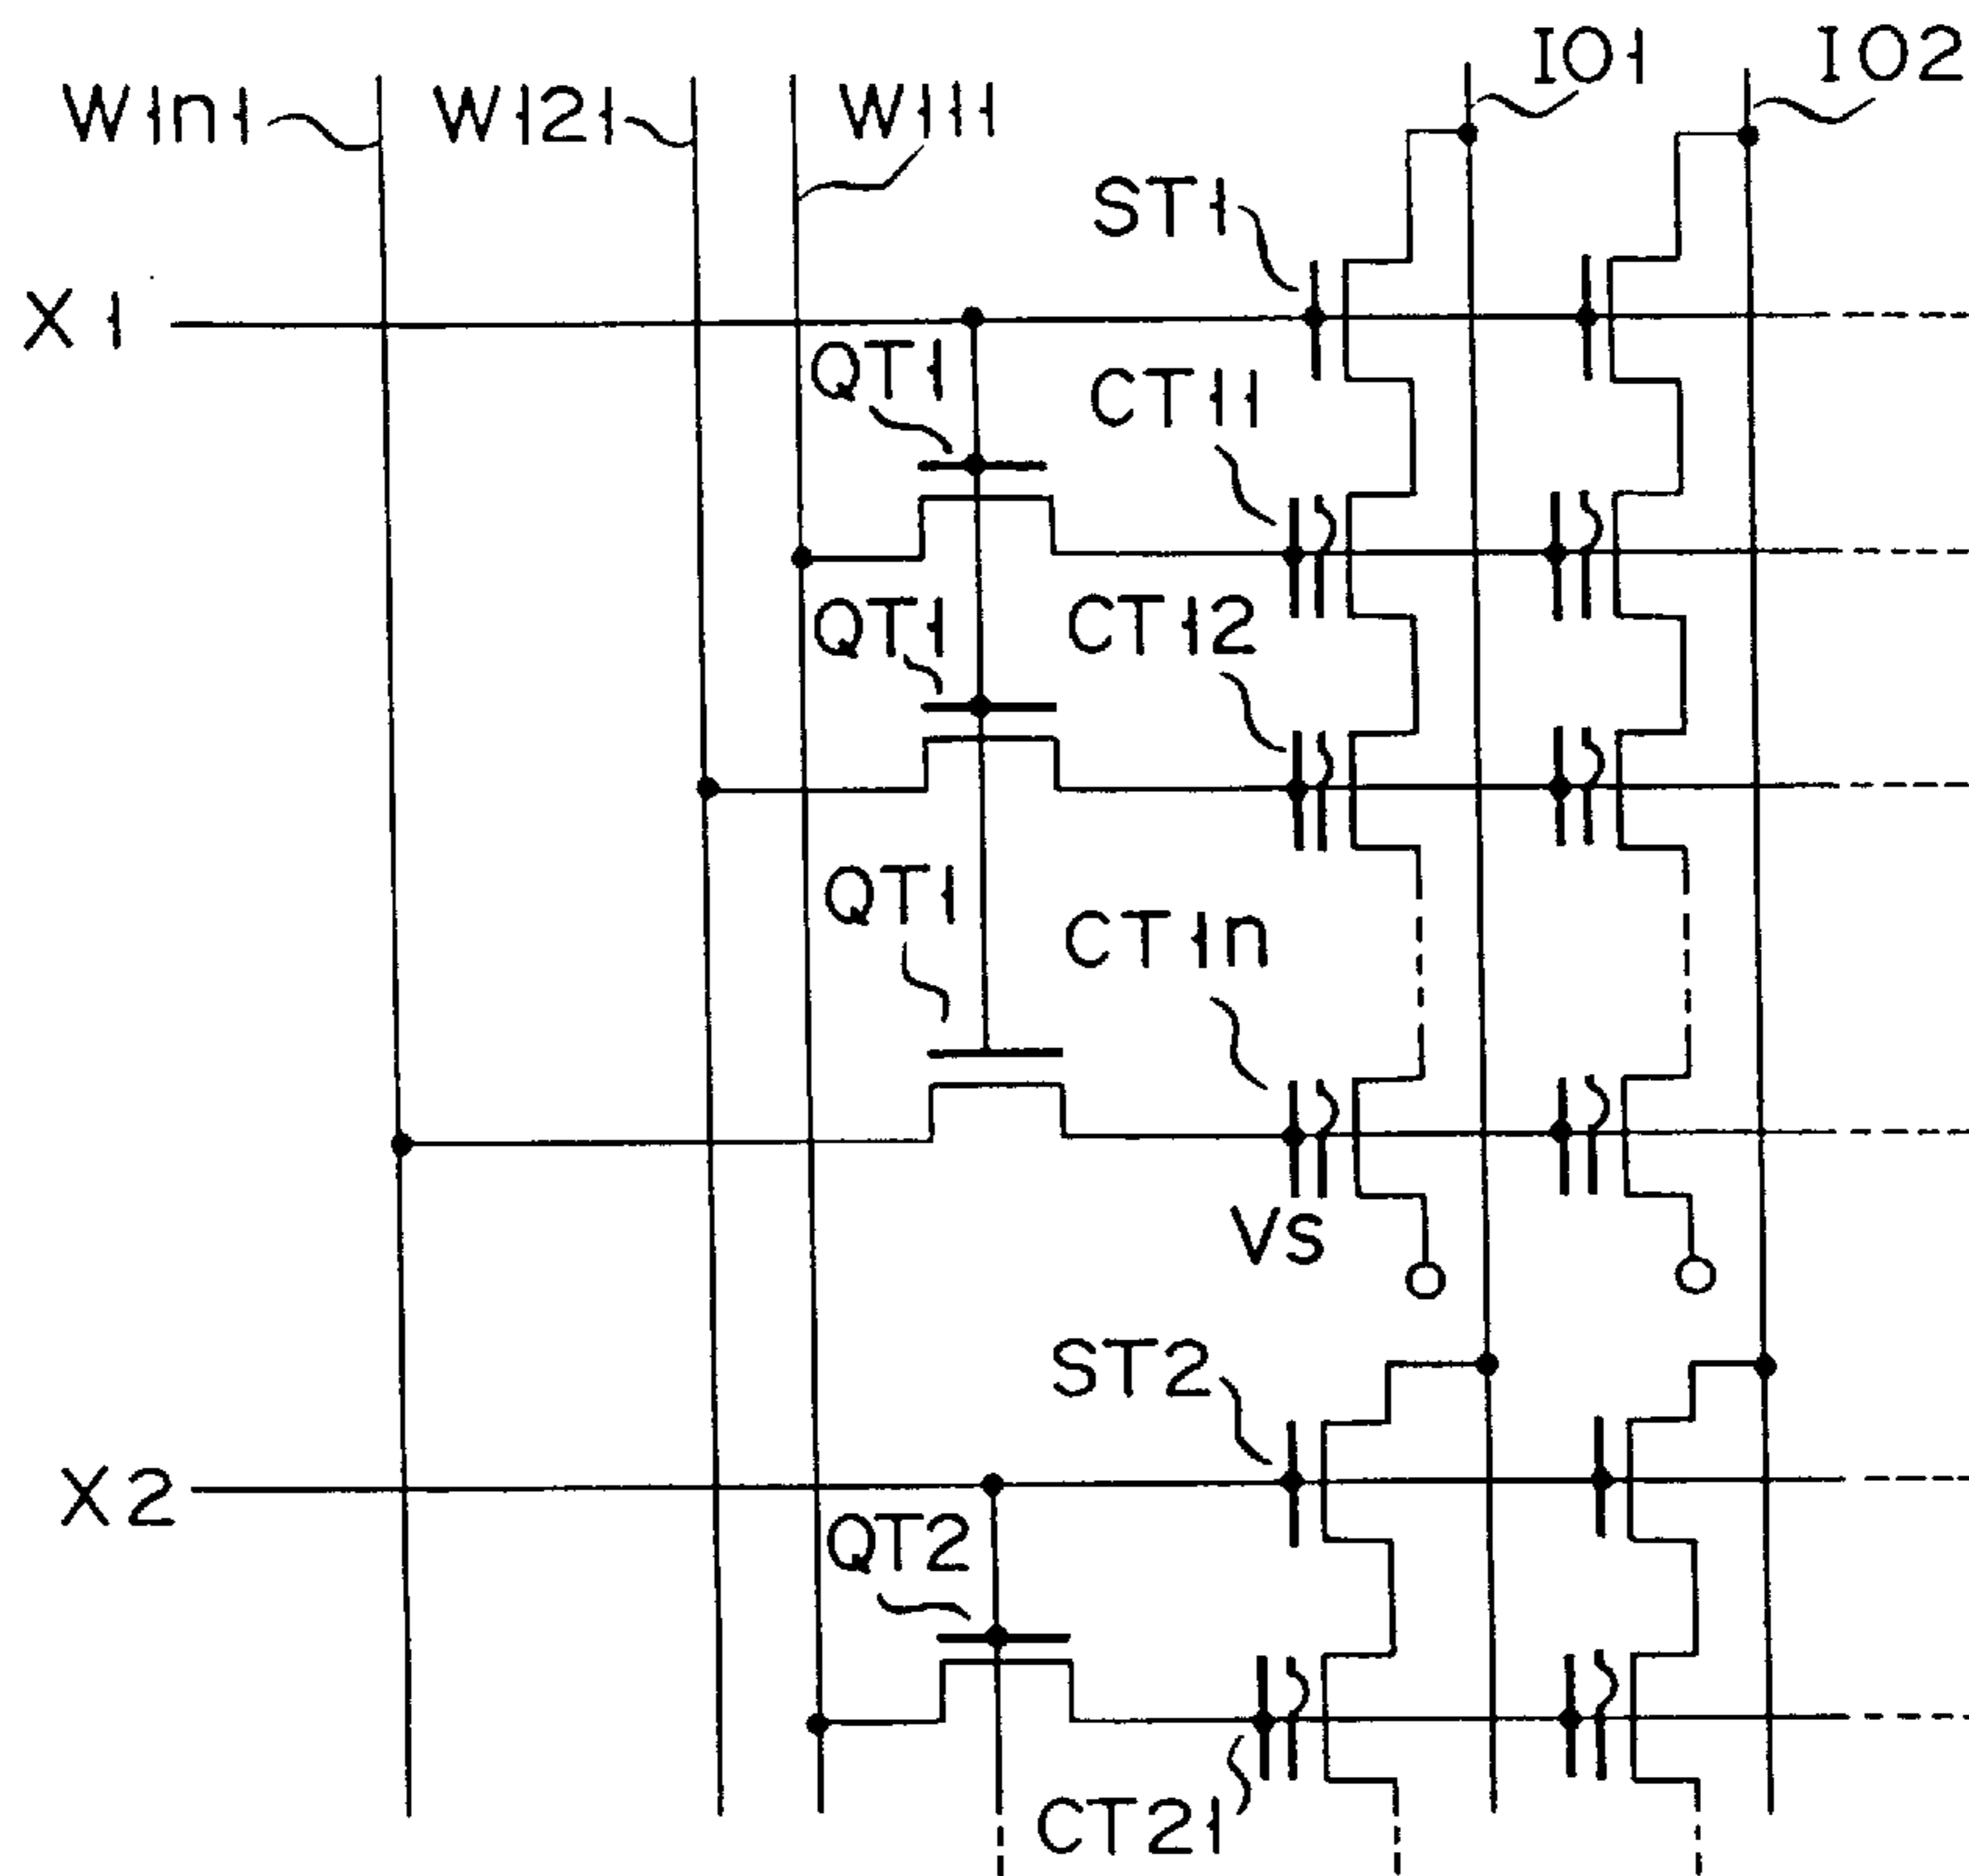 W1n1 W121 W111 IO1 IO2
ST1
X1
QT1 CT11
QT1 CT12
QT1 CT1n
Vs
ST2
X2
QT2
CT21